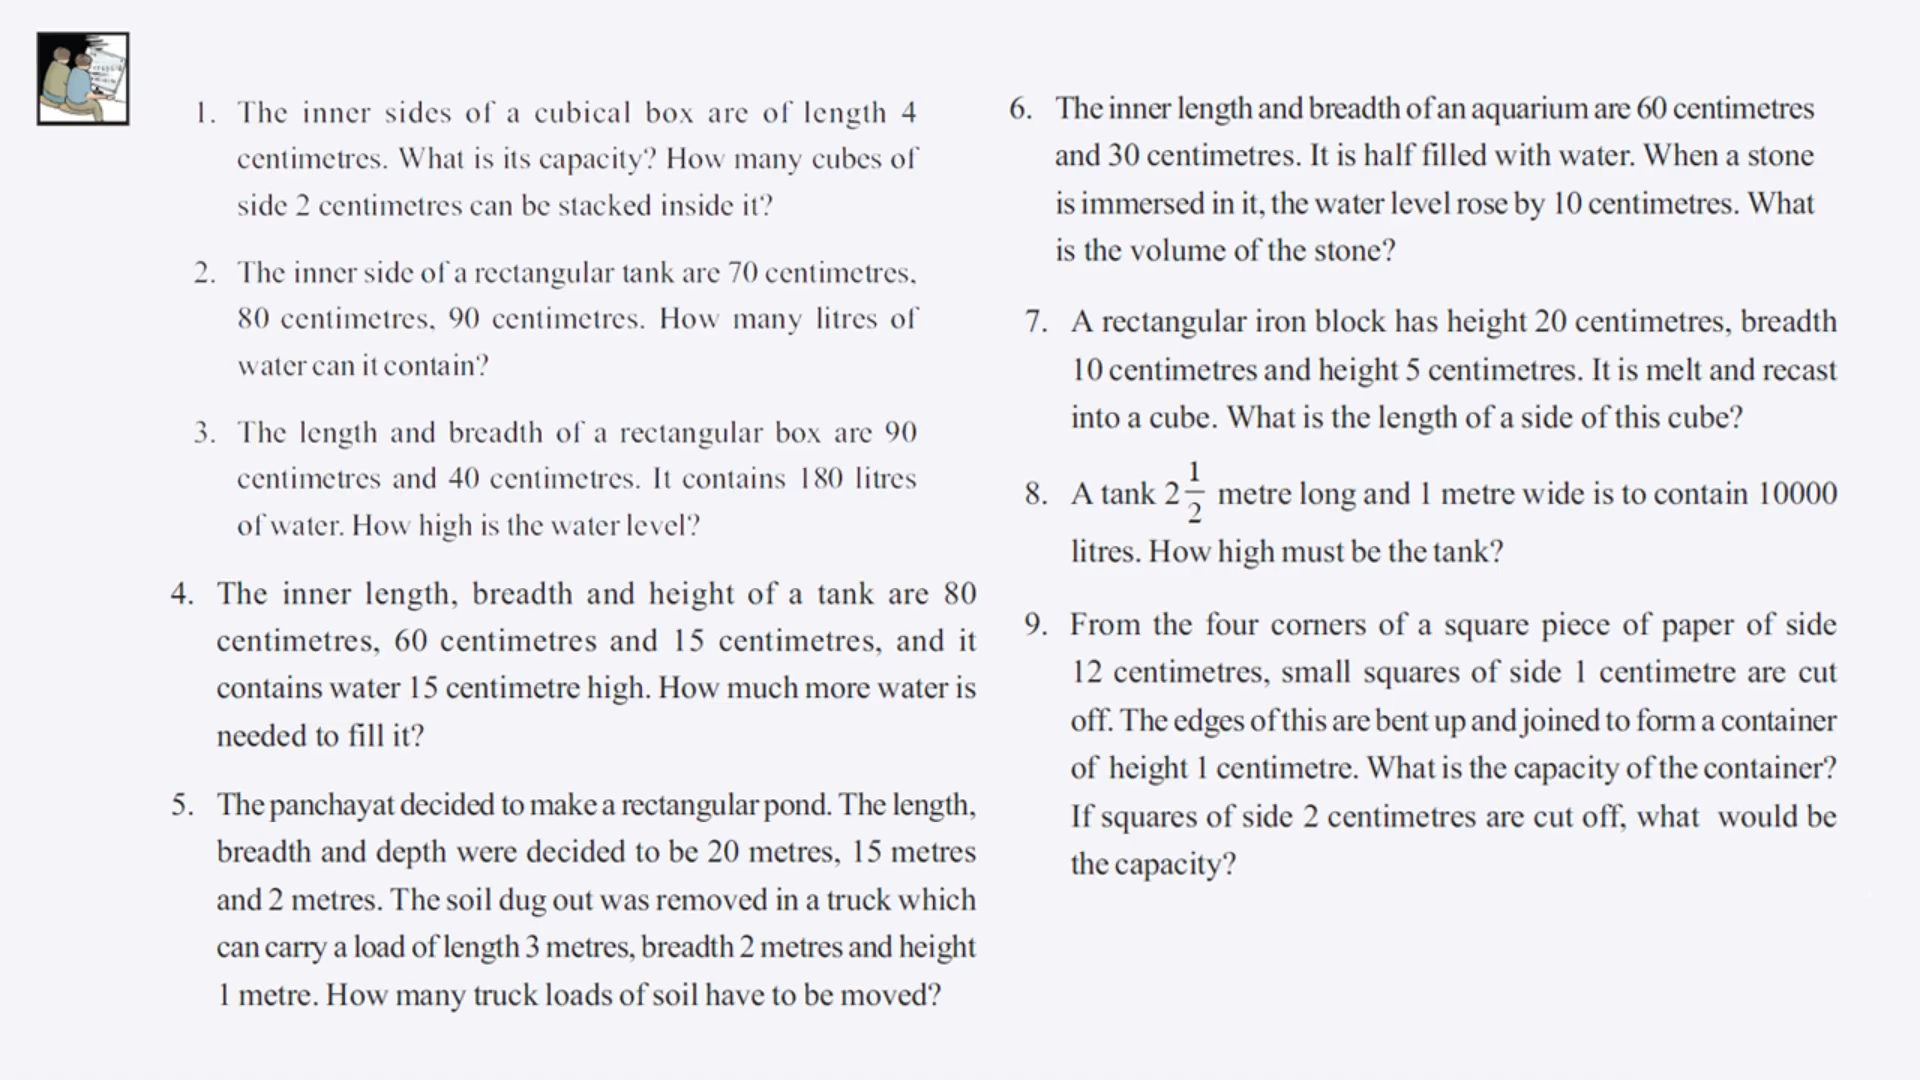 1. The inner sides of a cubical box are of length 4
centimetres. What is its capacity? How many cubes of
side 2 centimetres can be stacked inside it?
2. The inner side of a rectangular tank are 70 centimetres,
80 centimetres, 90 centimetres. How many litres of
water can it contain?
3. The length and breadth of a rectangular box are 90
centimetres and 40 centimetres. It contains 180 litres
of water. How high is the water level?
4. The inner length, breadth and height of a tank are 80
centimetres, 60 centimetres and 15 centimetres, and it
contains water 15 centimetre high. How much more water is
needed to fill it?
5. The panchayat decided to make a rectangular pond. The length,
breadth and depth were decided to be 20 metres, 15 metres
and 2 metres. The soil dug out was removed in a truck which
can carry a load of length 3 metres, breadth 2 metres and height
1 metre. How many truck loads of soil have to be moved?
6. The inner length and breadth of an aquarium are 60 centimetres
and 30 centimetres. It is half filled with water. When a stone
is immersed in it, the water level rose by 10 centimetres. What
is the volume of the stone?
7. A rectangular iron block has height 20 centimetres, breadth
10 centimetres and height 5 centimetres. It is melt and recast
into a cube. What is the length of a side of this cube?
8. A tank 2 1/2 metre long and 1 metre wide is to contain 10000
litres. How high must be the tank?
9. From the four corners of a square piece of paper of side
12 centimetres, small squares of side 1 centimetre are cut
off. The edges of this are bent up and joined to form a container
of height 1 centimetre. What is the capacity of the container?
If squares of side 2 centimetres are cut off, what would be
the capacity?